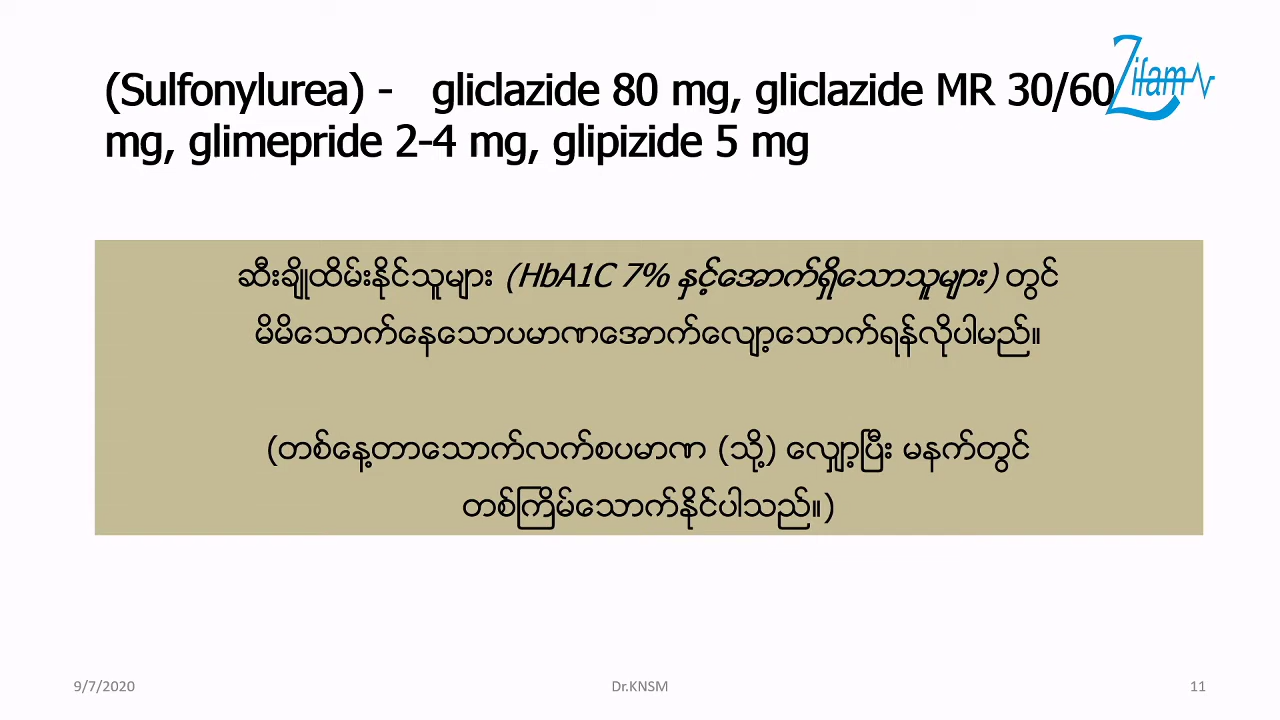 Zifam
(Sulfonylurea) - gliclazide 80 mg, gliclazide MR 30/60
mg, glimepride 2-4 mg, glipizide 5 mg
ဆီးချိုထိမ်းနိုင်သူများ (HbA1C 7% နှင့်အောက်ရှိသောသူများ) တွင်
မိမိသောက်နေသောပမာဏအောက်လျော့သောက်ရန်လိုပါမည်။
(တစ်နေ့တာသောက်လက်စပမာဏ (သို့) လျှော့ပြီး မနက်တွင်
တစ်ကြိမ်သောက်နိုင်ပါသည်။)
9/7/2020
Dr.KNSM
11